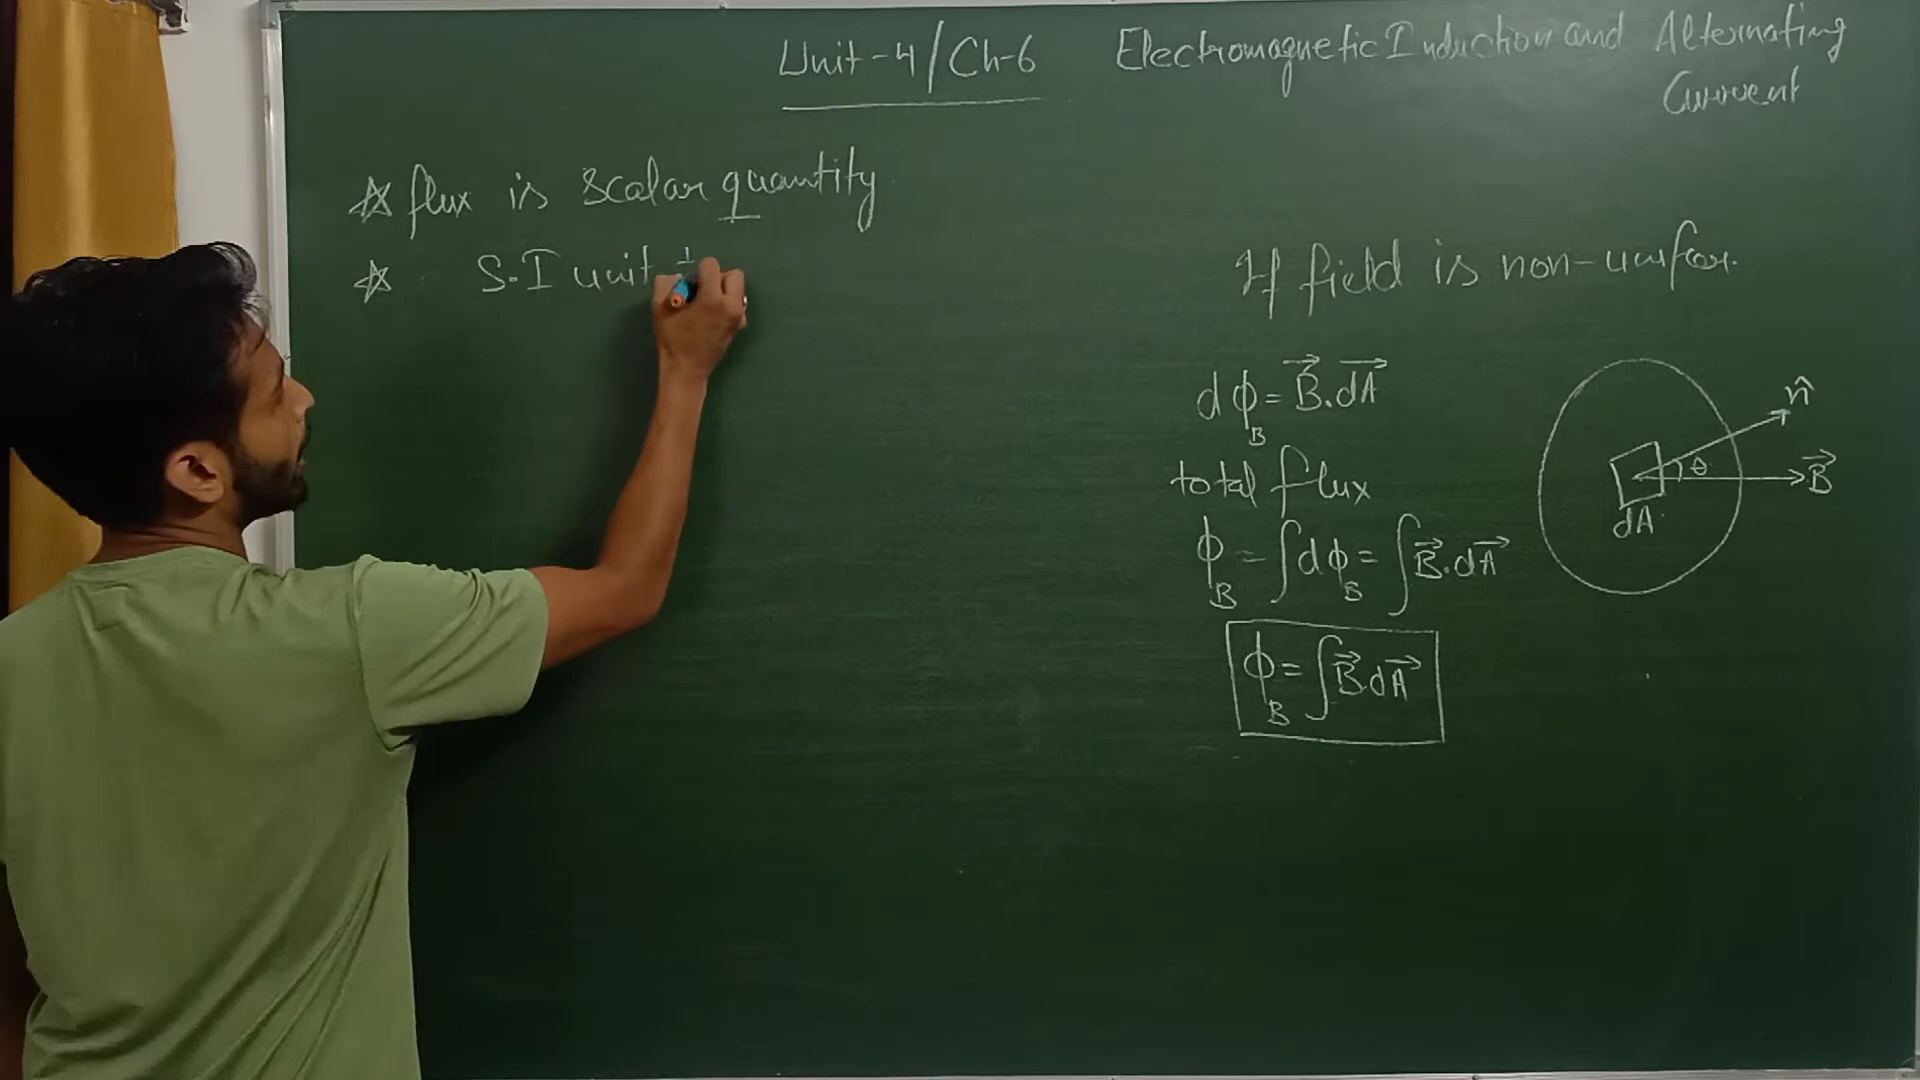 Unit-4/Ch-6 Electromagnetic Induction and Alternating
Current
☆ flux is scalar quantity
☆ S.I unit
If field is non-unifor.
dϕ_B = B⃗.dA⃗
total flux
ϕ_B = ∫dϕ_B = ∫B⃗.dA⃗
ϕ_B = ∫B⃗.dA⃗
n̂
θ
B⃗
dA